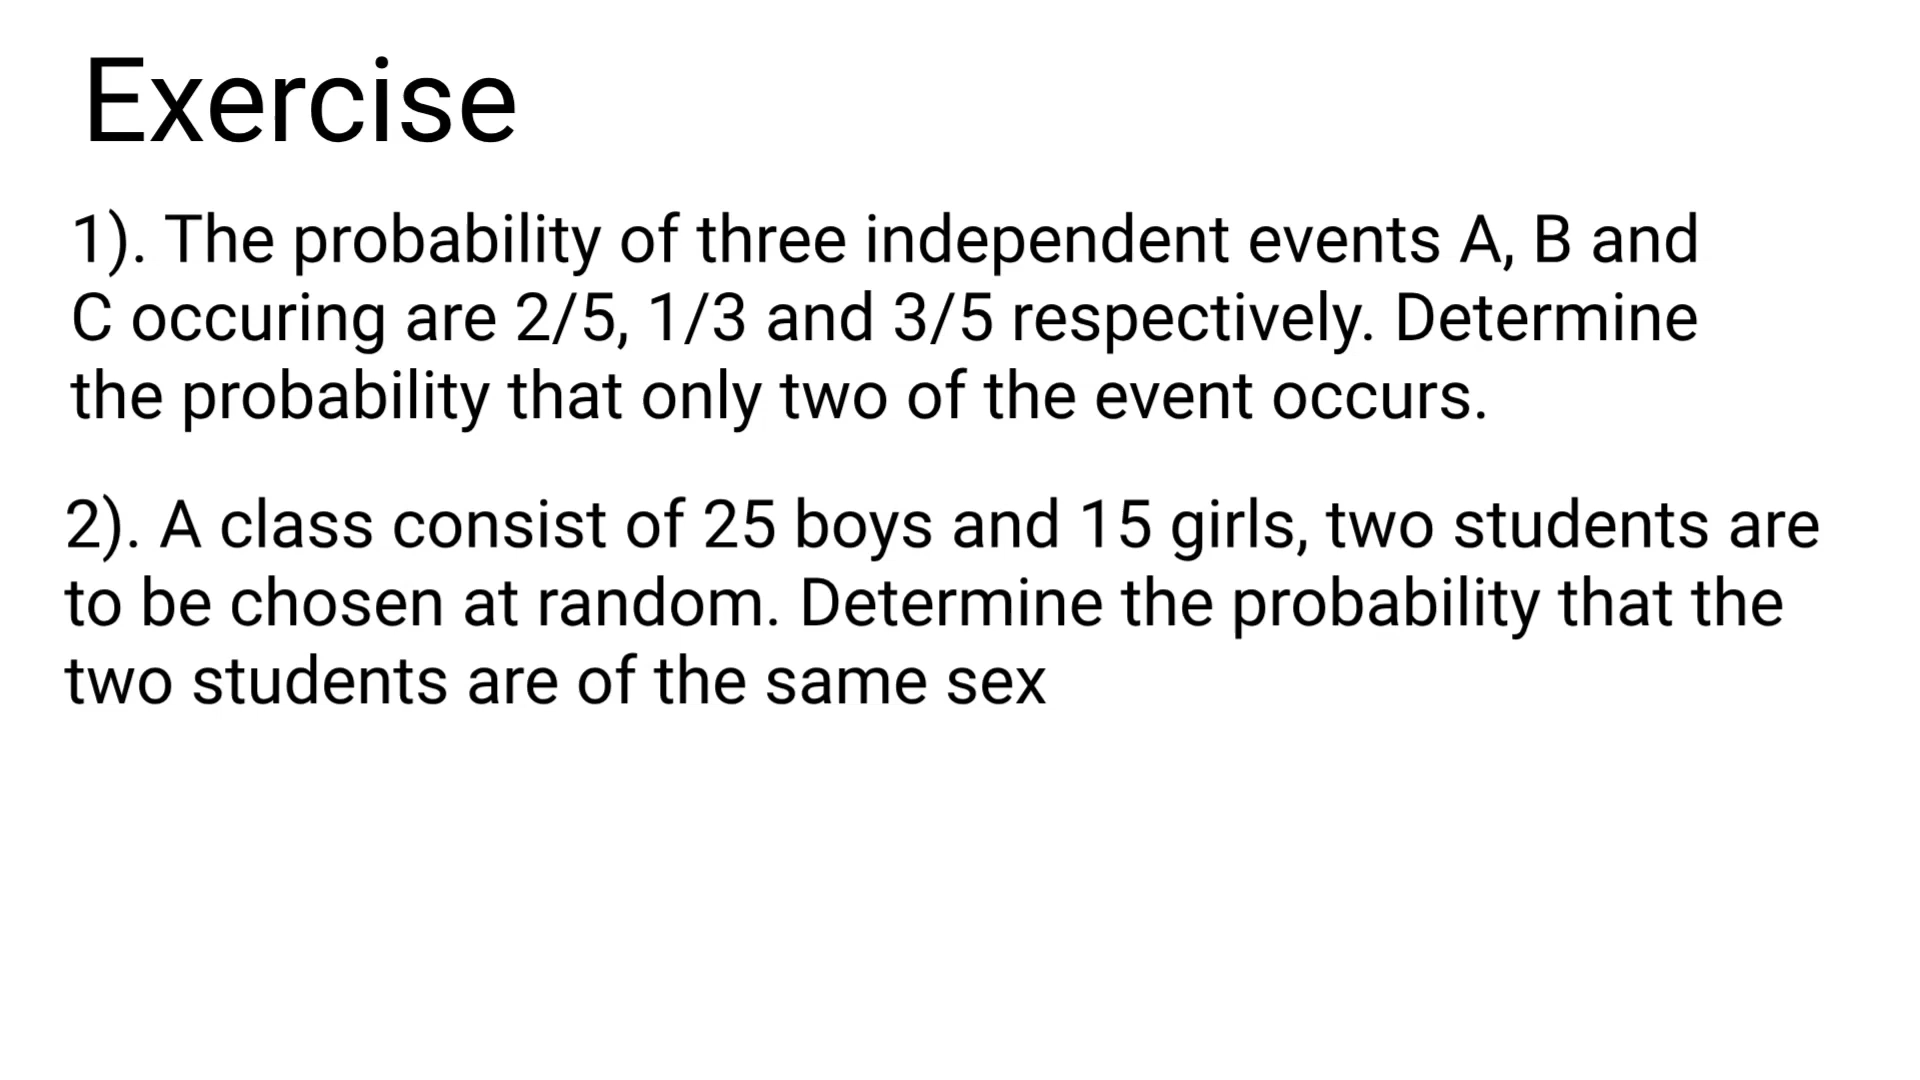 Exercise
1). The probability of three independent events A, B and
C occuring are 2/5, 1/3 and 3/5 respectively. Determine
the probability that only two of the event occurs.
2). A class consist of 25 boys and 15 girls, two students are
to be chosen at random. Determine the probability that the
two students are of the same sex